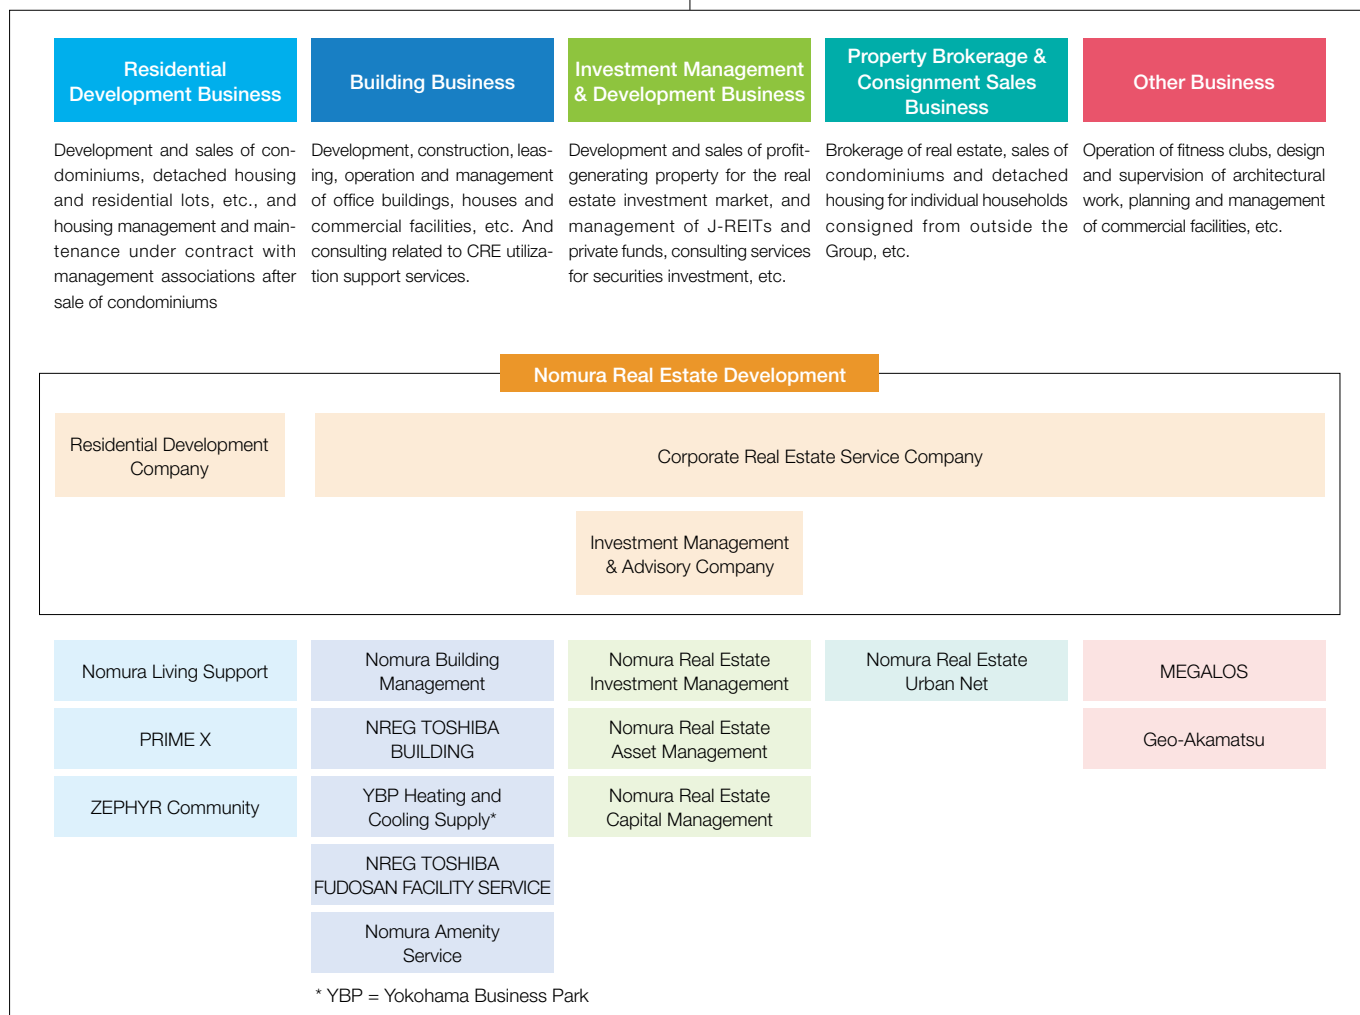 Residential
Development Business
Building Business
Investment Management
& Development Business
Property Brokerage &
Consignment Sales
Business
Other Business
Development and sales of con-
dominiums, detached housing
and residential lots, etc., and
housing management and main-
tenance under contract with
management associations after
sale of condominiums
Development, construction, leas-
ing, operation and management
of office buildings, houses and
commercial facilities, etc. And
consulting related to CRE utiliza-
tion support services.
Development and sales of profit-
generating property for the real
estate investment market, and
management of J-REITs and
private funds, consulting services
for securities investment, etc.
Brokerage of real estate, sales of
condominiums and detached
housing for individual households
consigned from outside the
Group, etc.
Operation of fitness clubs, design
and supervision of architectural
work, planning and management
of commercial facilities, etc.
Nomura Real Estate Development
Residential Development
Company
Corporate Real Estate Service Company
Investment Management
& Advisory Company
Nomura Living Support
PRIME X
ZEPHYR Community
Nomura Building
Management
NREG TOSHIBA
BUILDING
YBP Heating and
Cooling Supply*
NREG TOSHIBA
FUDOSAN FACILITY SERVICE
Nomura Amenity
Service
Nomura Real Estate
Investment Management
Nomura Real Estate
Asset Management
Nomura Real Estate
Capital Management
Nomura Real Estate
Urban Net
MEGALOS
Geo-Akamatsu
* YBP = Yokohama Business Park